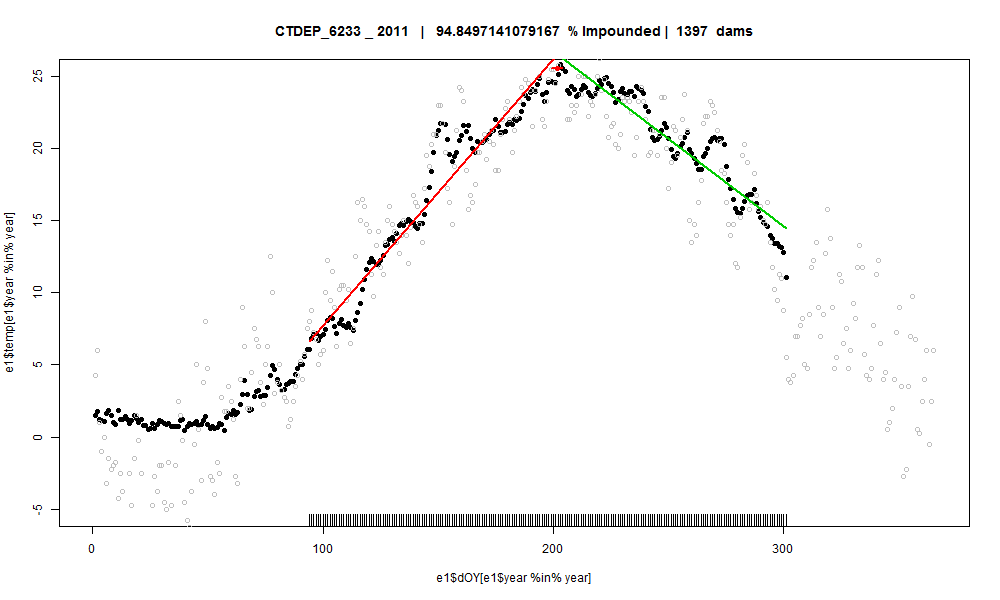 CTDEP_6233 _ 2011 | 94.8497141079167 % Impounded | 1397 dams
e1$temp[e1$year %in% year]
25
20
15
10
5
0
-5
0 100 200 300
e1$dOY[e1$year %in% year]